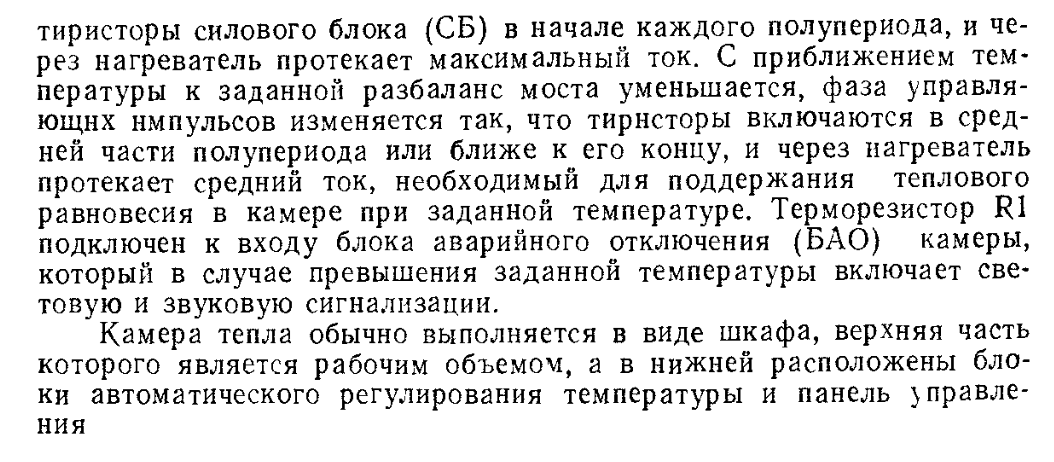 тиристоры силового блока (СБ) в начале каждого полупериода, и че-
рез нагреватель протекает максимальный ток. С приближением тем-
пературы к заданной разбаланс моста уменьшается, фаза управля-
ющих импульсов изменяется так, что тиристоры включаются в сред-
ней части полупериода или ближе к его концу, и через нагреватель
протекает средний ток, необходимый для поддержания теплового
равновесия в камере при заданной температуре. Терморезистор R1
подключен к входу блока аварийного отключения (БАО) камеры,
который в случае превышения заданной температуры включает све-
товую и звуковую сигнализации.
Камера тепла обычно выполняется в виде шкафа, верхняя часть
которого является рабочим объемом, а в нижней расположены бло-
ки автоматического регулирования температуры и панель управле-
ния